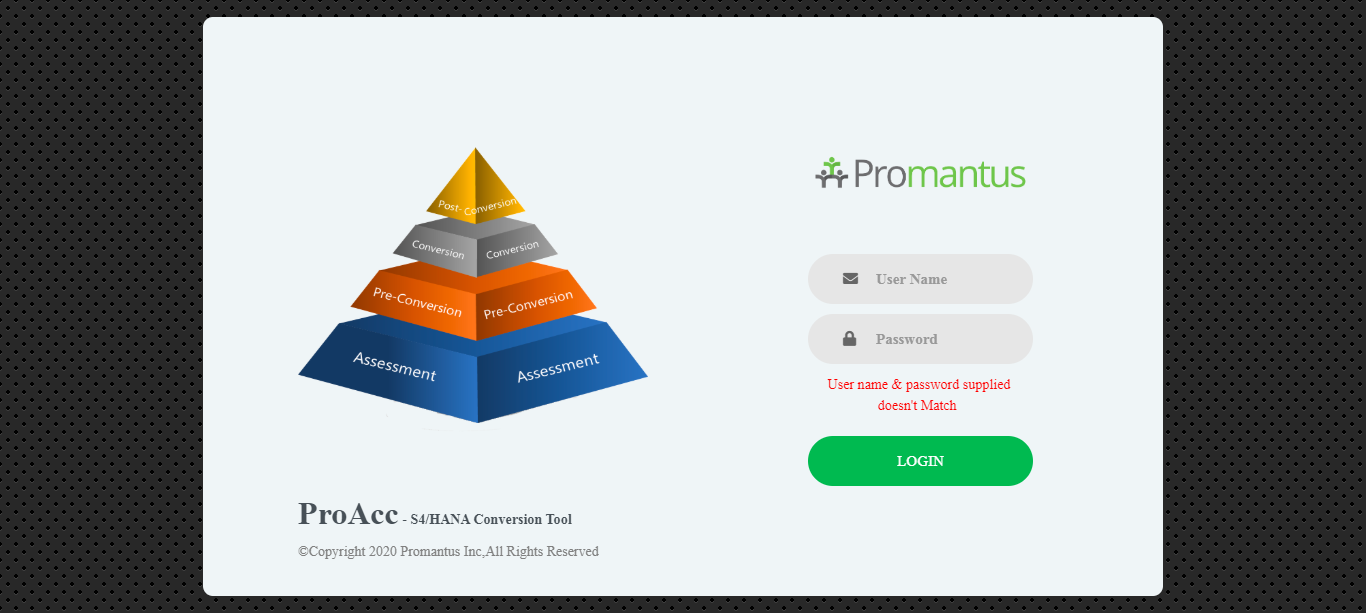 Post- Conversion
Conversion Conversion
Pre-Conversion Pre-Conversion
Assessment Assessment
ProAcc - S4/HANA Conversion Tool
©Copyright 2020 Promantus Inc,All Rights Reserved
Promantus
User Name
Password
User name & password supplied
doesn't Match
LOGIN